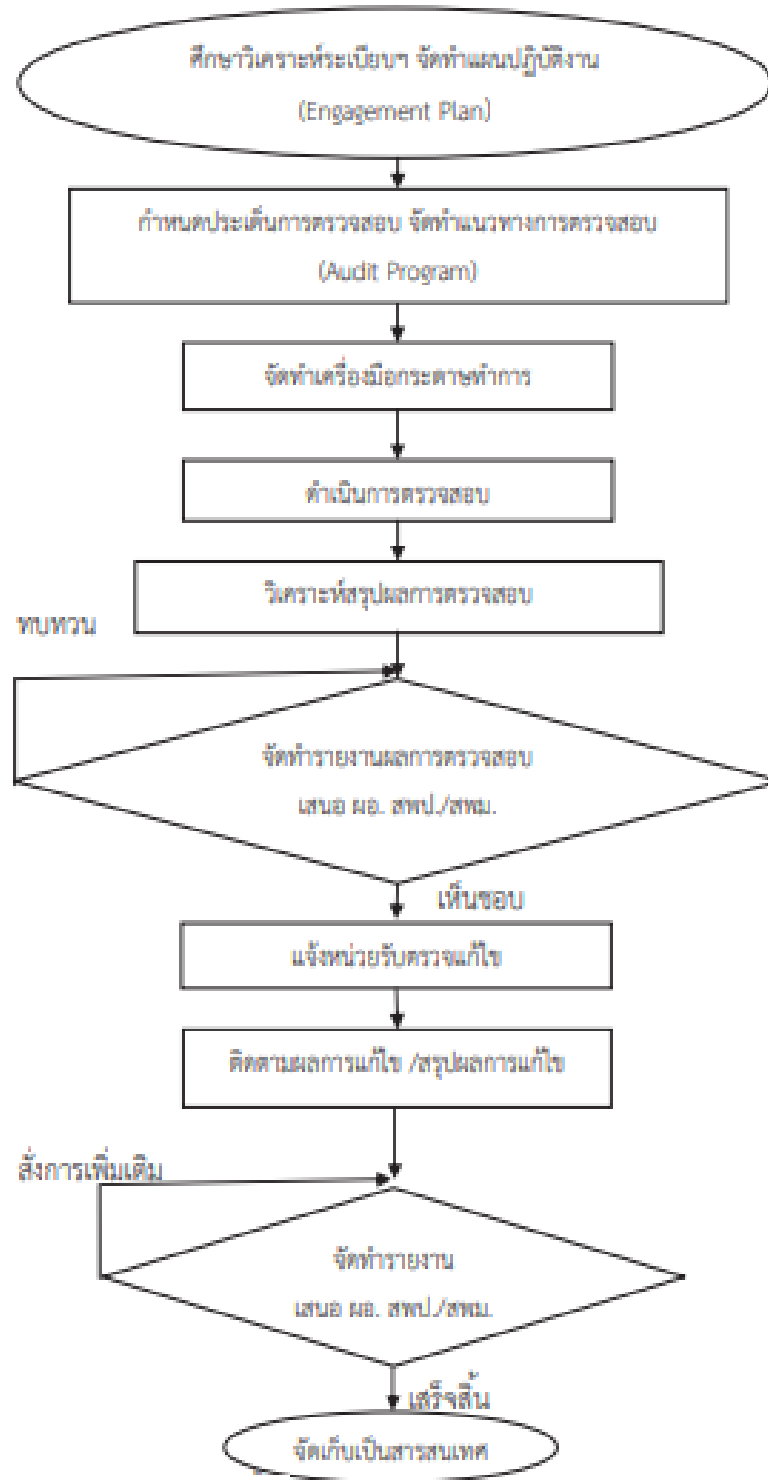 ศึกษาวิเคราะห์ระเบียบฯ จัดทำแผนปฏิบัติงาน
(Engagement Plan)
กำหนดประเด็นการตรวจสอบ จัดทำแนวทางการตรวจสอบ
(Audit Program)
จัดทำเครื่องมือกระดาษทำการ
ดำเนินการตรวจสอบ
วิเคราะห์สรุปผลการตรวจสอบ
ทบทวน
จัดทำรายงานผลการตรวจสอบ
เสนอ ผอ. สพป./สพม.
เห็นชอบ
แจ้งหน่วยรับตรวจแก้ไข
ติดตามผลการแก้ไข /สรุปผลการแก้ไข
สั่งการเพิ่มเติม
จัดทำรายงาน
เสนอ ผอ. สพป./สพม.
เสร็จสิ้น
จัดเก็บเป็นสารสนเทศ